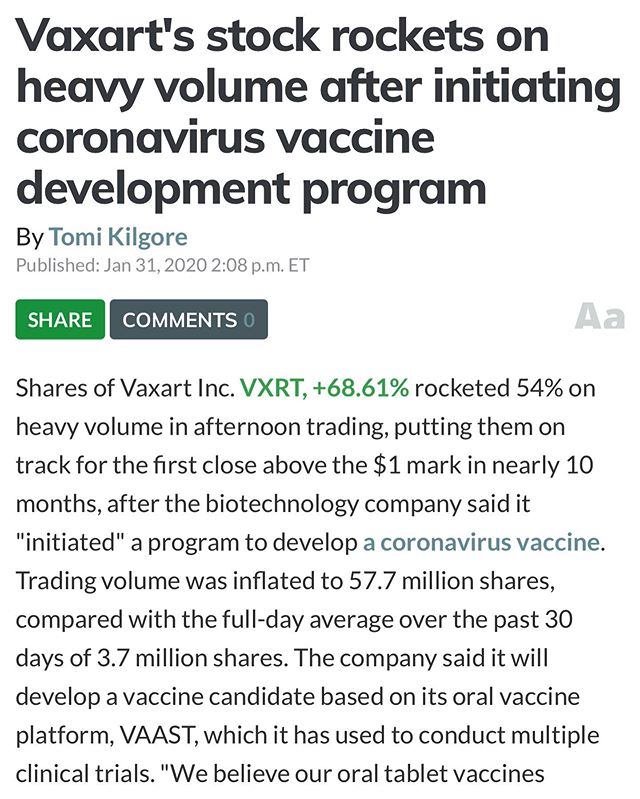 Vaxart's stock rockets on
heavy volume after initiating
coronavirus vaccine
development program
By Tomi Kilgore
Published: Jan 31, 2020 2:08 p.m. ET
SHARE COMMENTS 0 Aa
Shares of Vaxart Inc. VXRT, +68.61% rocketed 54% on
heavy volume in afternoon trading, putting them on
track for the first close above the $1 mark in nearly 10
months, after the biotechnology company said it
"initiated" a program to develop a coronavirus vaccine.
Trading volume was inflated to 57.7 million shares,
compared with the full-day average over the past 30
days of 3.7 million shares. The company said it will
develop a vaccine candidate based on its oral vaccine
platform, VAAST, which it has used to conduct multiple
clinical trials. "We believe our oral tablet vaccines